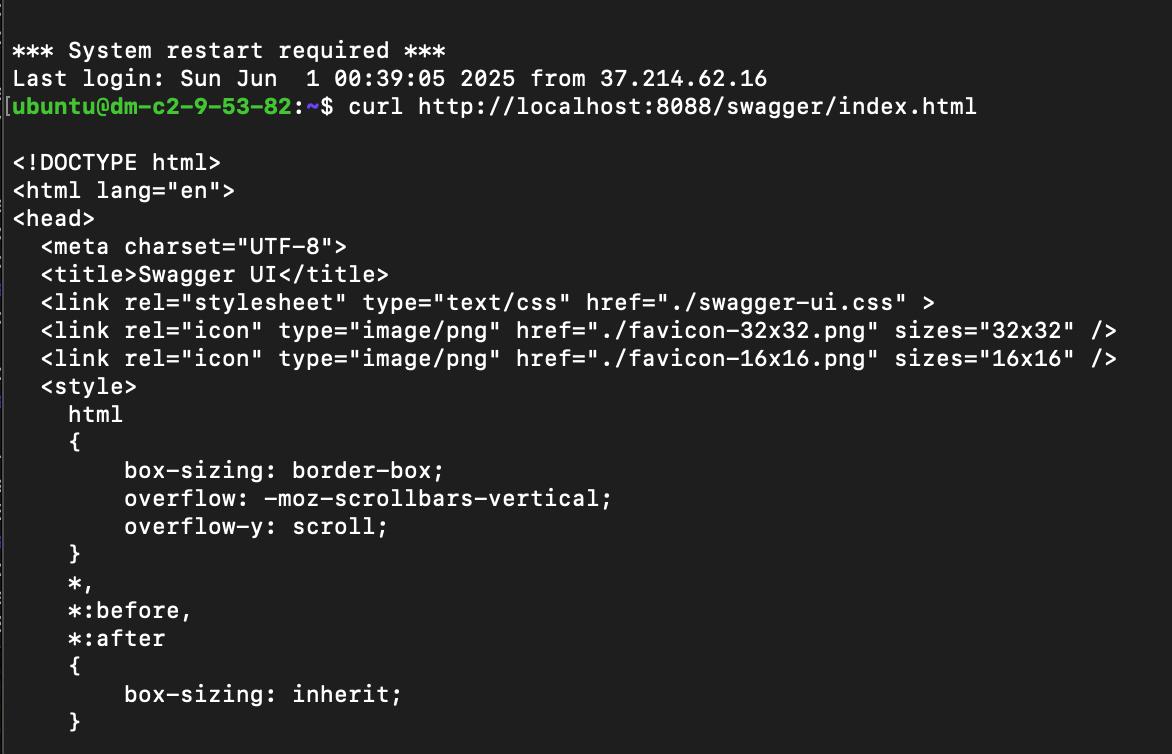 *** System restart required ***
Last login: Sun Jun  1 00:39:05 2025 from 37.214.62.16
[ubuntu@dm-c2-9-53-82:~$ curl http://localhost:8088/swagger/index.html
<!DOCTYPE html>
<html lang="en">
<head>
  <meta charset="UTF-8">
  <title>Swagger UI</title>
  <link rel="stylesheet" type="text/css" href="./swagger-ui.css" >
  <link rel="icon" type="image/png" href="./favicon-32x32.png" sizes="32x32" />
  <link rel="icon" type="image/png" href="./favicon-16x16.png" sizes="16x16" />
  <style>
    html
    {
        box-sizing: border-box;
        overflow: -moz-scrollbars-vertical;
        overflow-y: scroll;
    }
    *,
    *:before,
    *:after
    {
        box-sizing: inherit;
    }